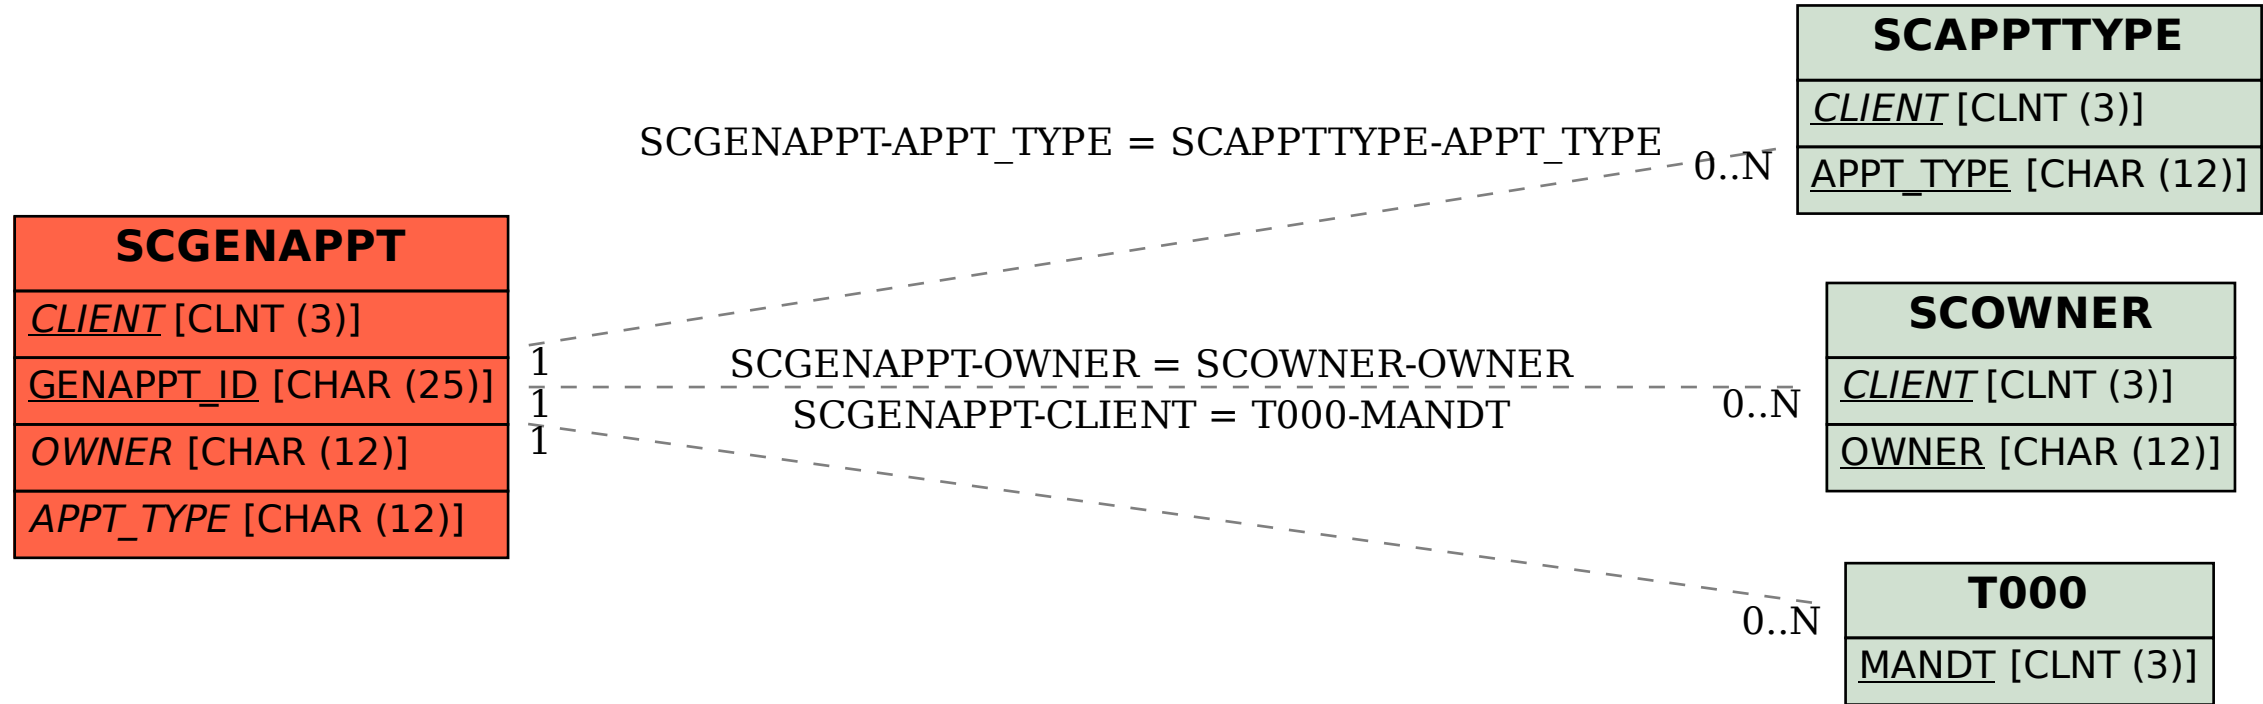 SCGENAPPT
CLIENT [CLNT (3)]
GENAPPT_ID [CHAR (25)]
OWNER [CHAR (12)]
APPT_TYPE [CHAR (12)]
SCGENAPPT-APPT_TYPE = SCAPPTTYPE-APPT_TYPE
0..N
1
SCGENAPPT-OWNER = SCOWNER-OWNER
0..N
1
SCGENAPPT-CLIENT = T000-MANDT
1
0..N
SCAPPTTYPE
CLIENT [CLNT (3)]
APPT_TYPE [CHAR (12)]
SCOWNER
CLIENT [CLNT (3)]
OWNER [CHAR (12)]
T000
MANDT [CLNT (3)]